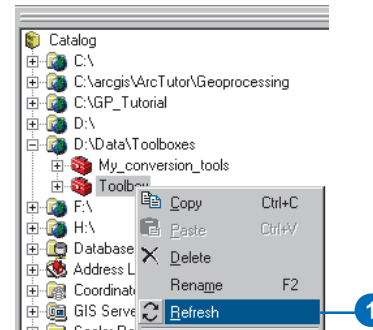 Catalog
C:\
C:\arcgis\ArcTutor\Geoprocessing
C:\GP_Tutorial
D:\
D:\Data\Toolboxes
My_conversion_tools
Toolbox
F:\
H:\
Database
Address L
Coordinat
GIS Serve
Copy Ctrl+C
Paste Ctrl+V
Delete
Rename F2
Refresh
1